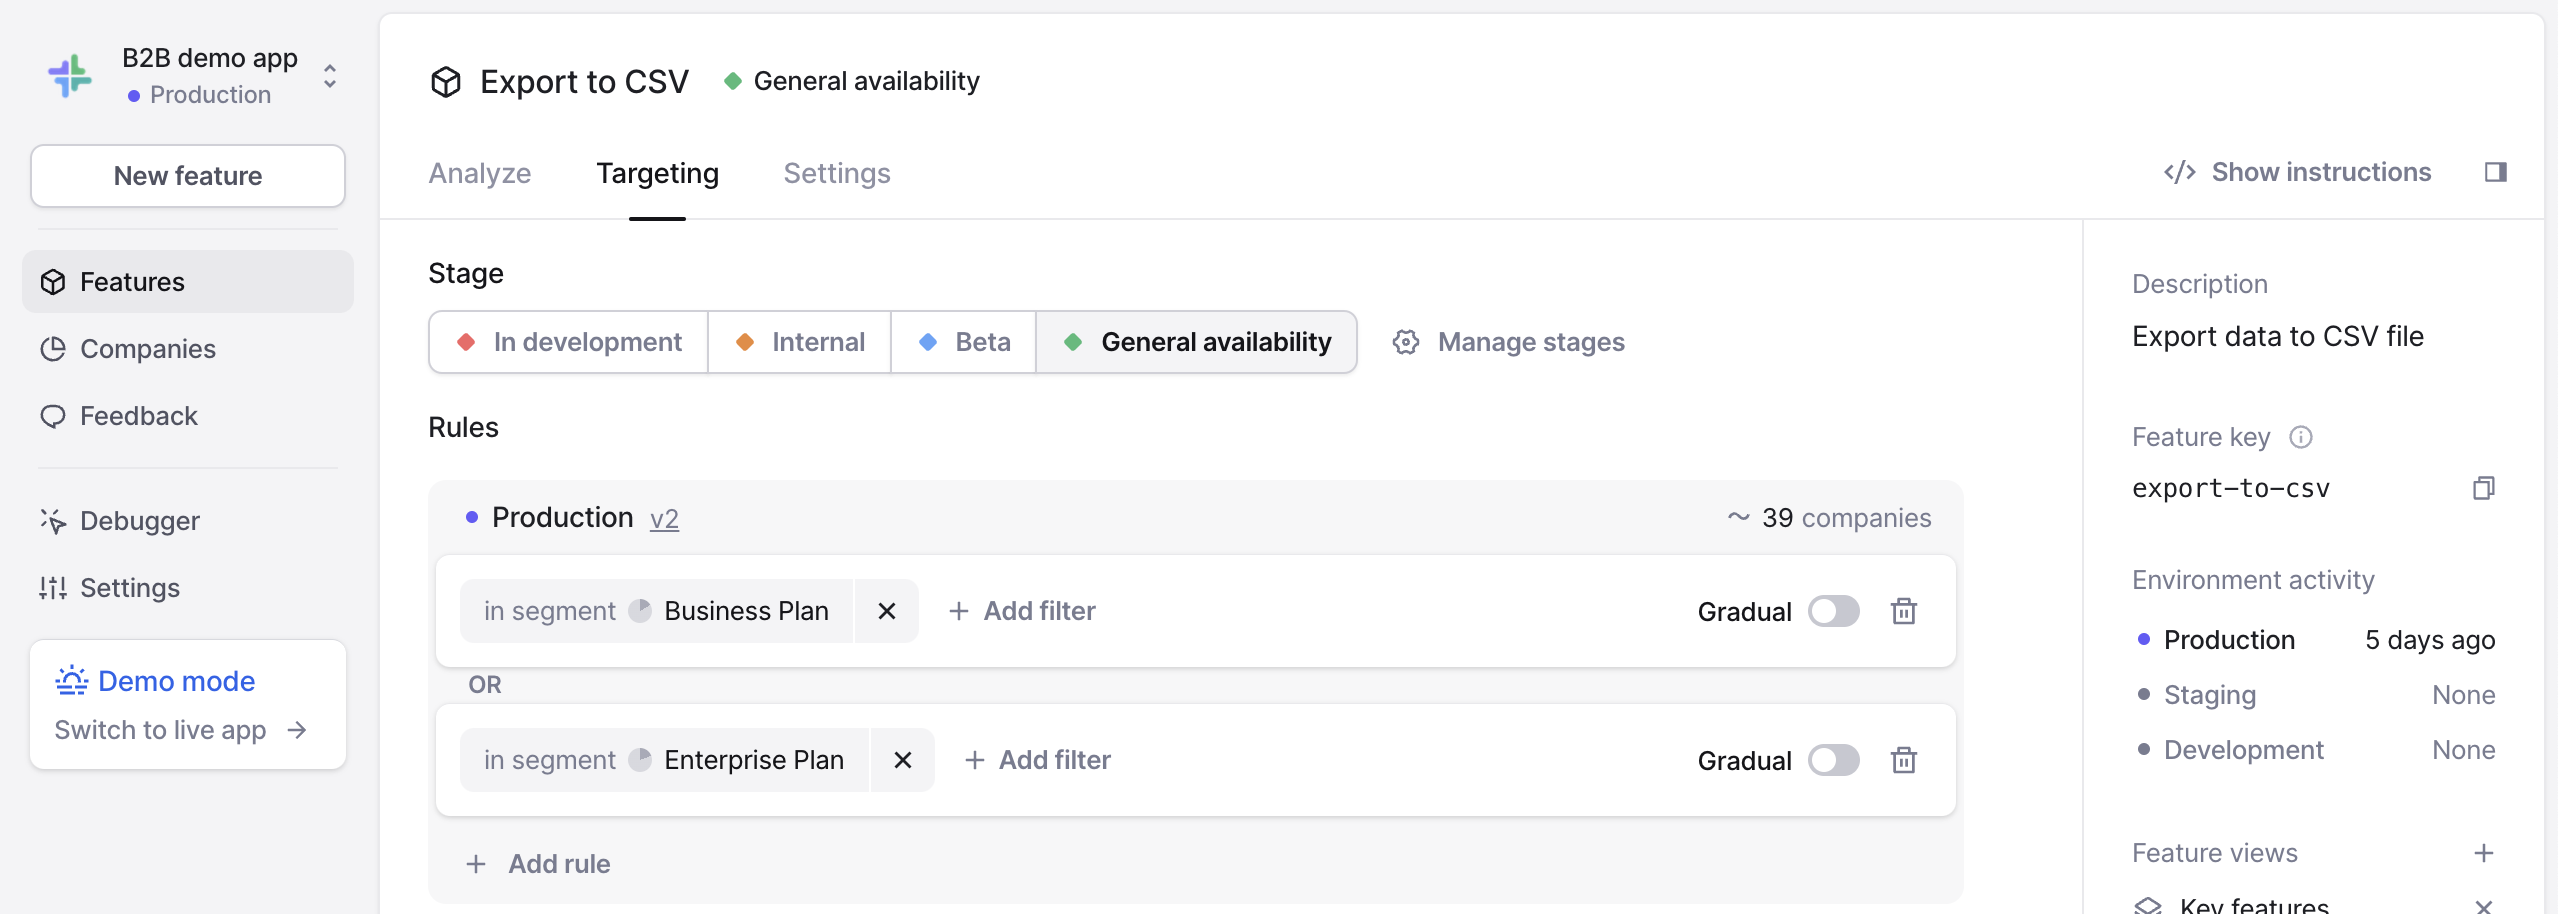 B2B demo app
Production
New feature
Features
Companies
Feedback
Debugger
Settings
Demo mode
Switch to live app →
Export to CSV General availability
Analyze Targeting Settings
</> Show instructions
Stage
In development Internal Beta General availability Manage stages
Rules
Production v2 ~ 39 companies
in segment Business Plan × + Add filter Gradual
OR
in segment Enterprise Plan × + Add filter Gradual
+ Add rule
Description
Export data to CSV file
Feature key
export-to-csv
Environment activity
Production 5 days ago
Staging None
Development None
Feature views +
Key features ×